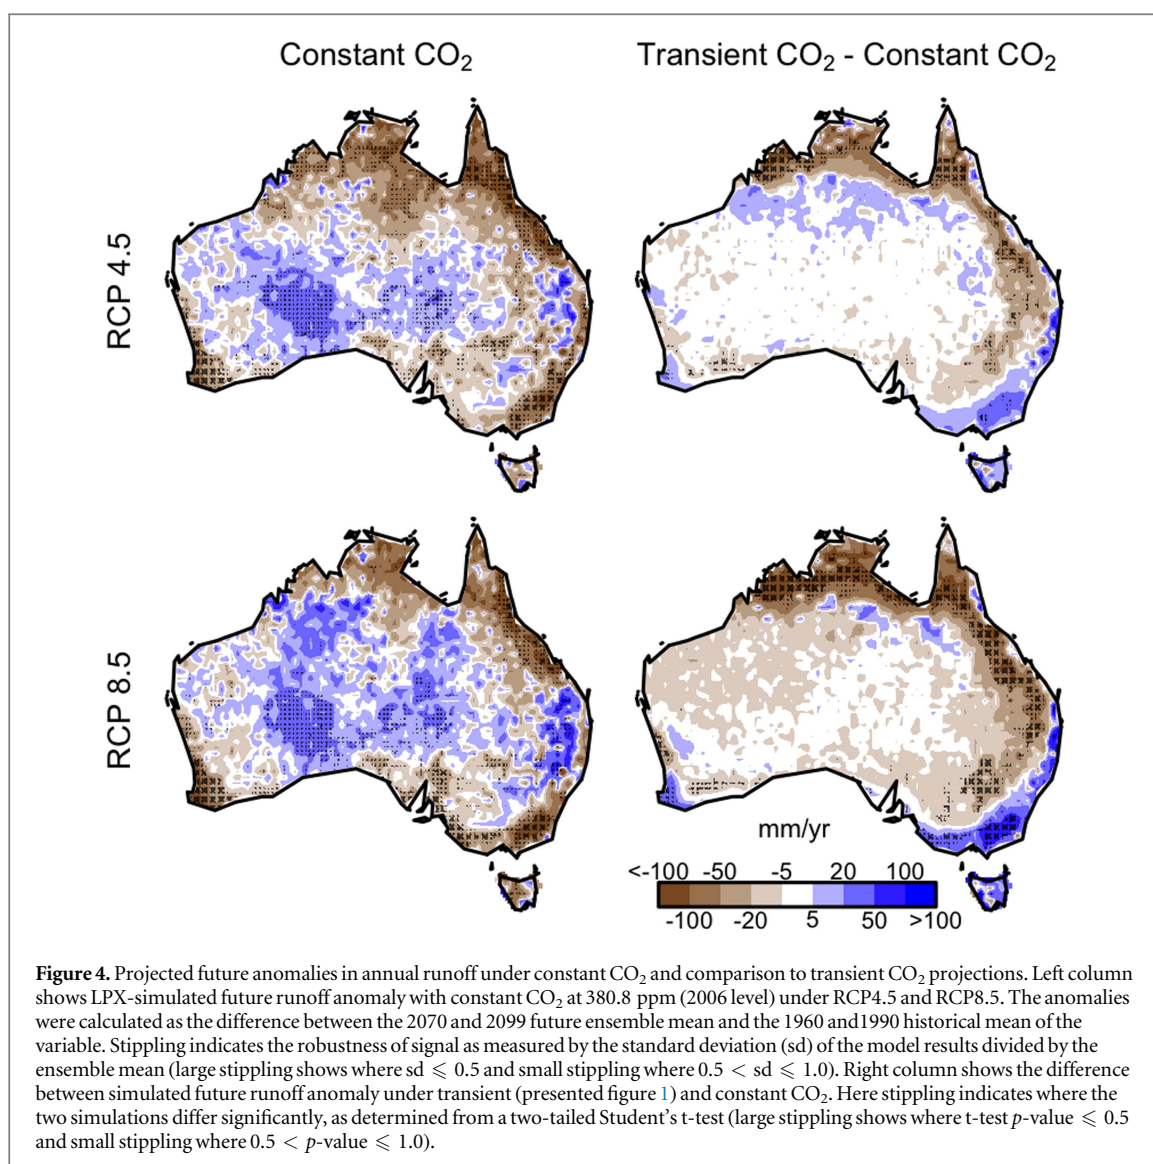 Constant CO₂
Transient CO₂ - Constant CO₂
RCP 4.5
RCP 8.5
mm/yr
<-100 -50 -5 20 100
-100 -20 5 50 >100
Figure 4. Projected future anomalies in annual runoff under constant CO₂ and comparison to transient CO₂ projections. Left column
shows LPX-simulated future runoff anomaly with constant CO₂ at 380.8 ppm (2006 level) under RCP4.5 and RCP8.5. The anomalies
were calculated as the difference between the 2070 and 2099 future ensemble mean and the 1960 and1990 historical mean of the
variable. Stippling indicates the robustness of signal as measured by the standard deviation (sd) of the model results divided by the
ensemble mean (large stippling shows where sd ⩽ 0.5 and small stippling where 0.5 < sd ⩽ 1.0). Right column shows the difference
between simulated future runoff anomaly under transient (presented figure 1) and constant CO₂. Here stippling indicates where the
two simulations differ significantly, as determined from a two-tailed Student's t-test (large stippling shows where t-test p-value ⩽ 0.5
and small stippling where 0.5 < p-value ⩽ 1.0).